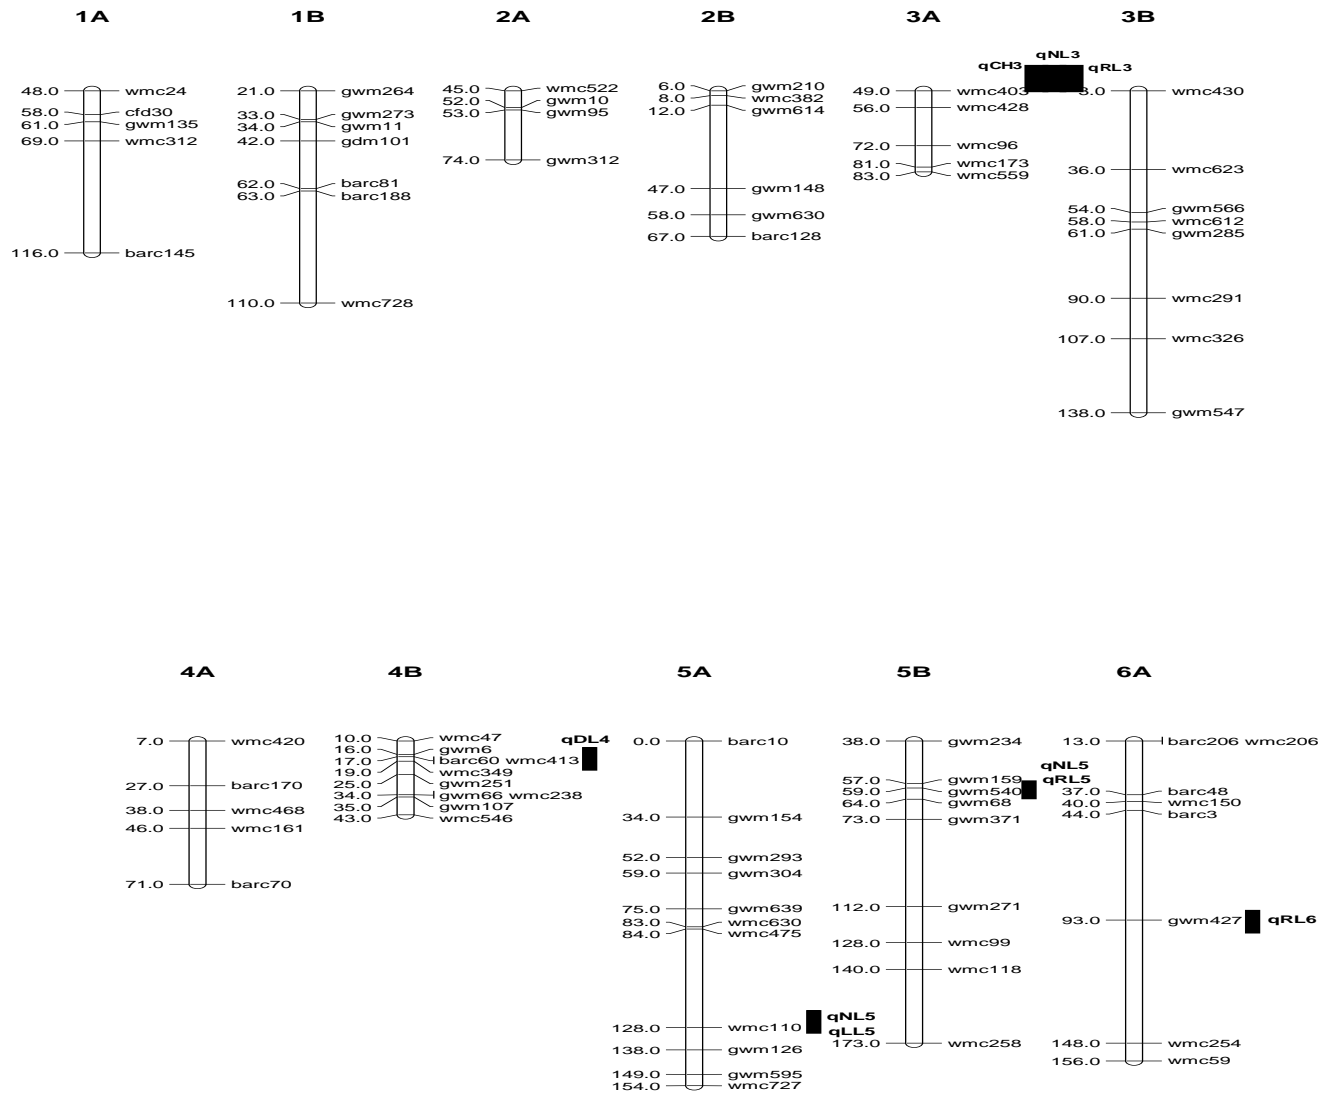 1A
48.0 wmc24
58.0 cfd30
61.0 gwm135
69.0 wmc312
116.0 barc145
1B
21.0 gwm264
33.0 gwm273
34.0 gwm11
42.0 gdm101
62.0 barc81
63.0 barc188
110.0 wmc728
2A
45.0 wmc522
52.0 gwm10
53.0 gwm95
74.0 gwm312
2B
6.0 gwm210
8.0 wmc382
12.0 gwm614
47.0 gwm148
58.0 gwm630
67.0 barc128
3A
qNL3
qCH3 qRL3
49.0 wmc403
56.0 wmc428
72.0 wmc96
81.0 wmc173
83.0 wmc559
3B
3.0 wmc430
36.0 wmc623
54.0 gwm566
58.0 wmc612
61.0 gwm285
90.0 wmc291
107.0 wmc326
138.0 gwm547
4A
7.0 wmc420
27.0 barc170
38.0 wmc468
46.0 wmc161
71.0 barc70
4B
qDL4
10.0 wmc47
16.0 gwm6
17.0 barc60 wmc413
19.0 wmc349
25.0 gwm251
34.0 gwm66 wmc238
35.0 gwm107
43.0 wmc546
5A
0.0 barc10
34.0 gwm154
52.0 gwm293
59.0 gwm304
75.0 gwm639
83.0 wmc630
84.0 wmc475
qNL5
128.0 wmc110
qLL5
138.0 gwm126
149.0 gwm595
154.0 wmc727
5B
38.0 gwm234
qNL5
57.0 gwm159 qRL5
59.0 gwm540
64.0 gwm68
73.0 gwm371
112.0 gwm271
128.0 wmc99
140.0 wmc118
173.0 wmc258
6A
13.0 barc206 wmc206
37.0 barc48
40.0 wmc150
44.0 barc3
93.0 gwm427 qRL6
148.0 wmc254
156.0 wmc59